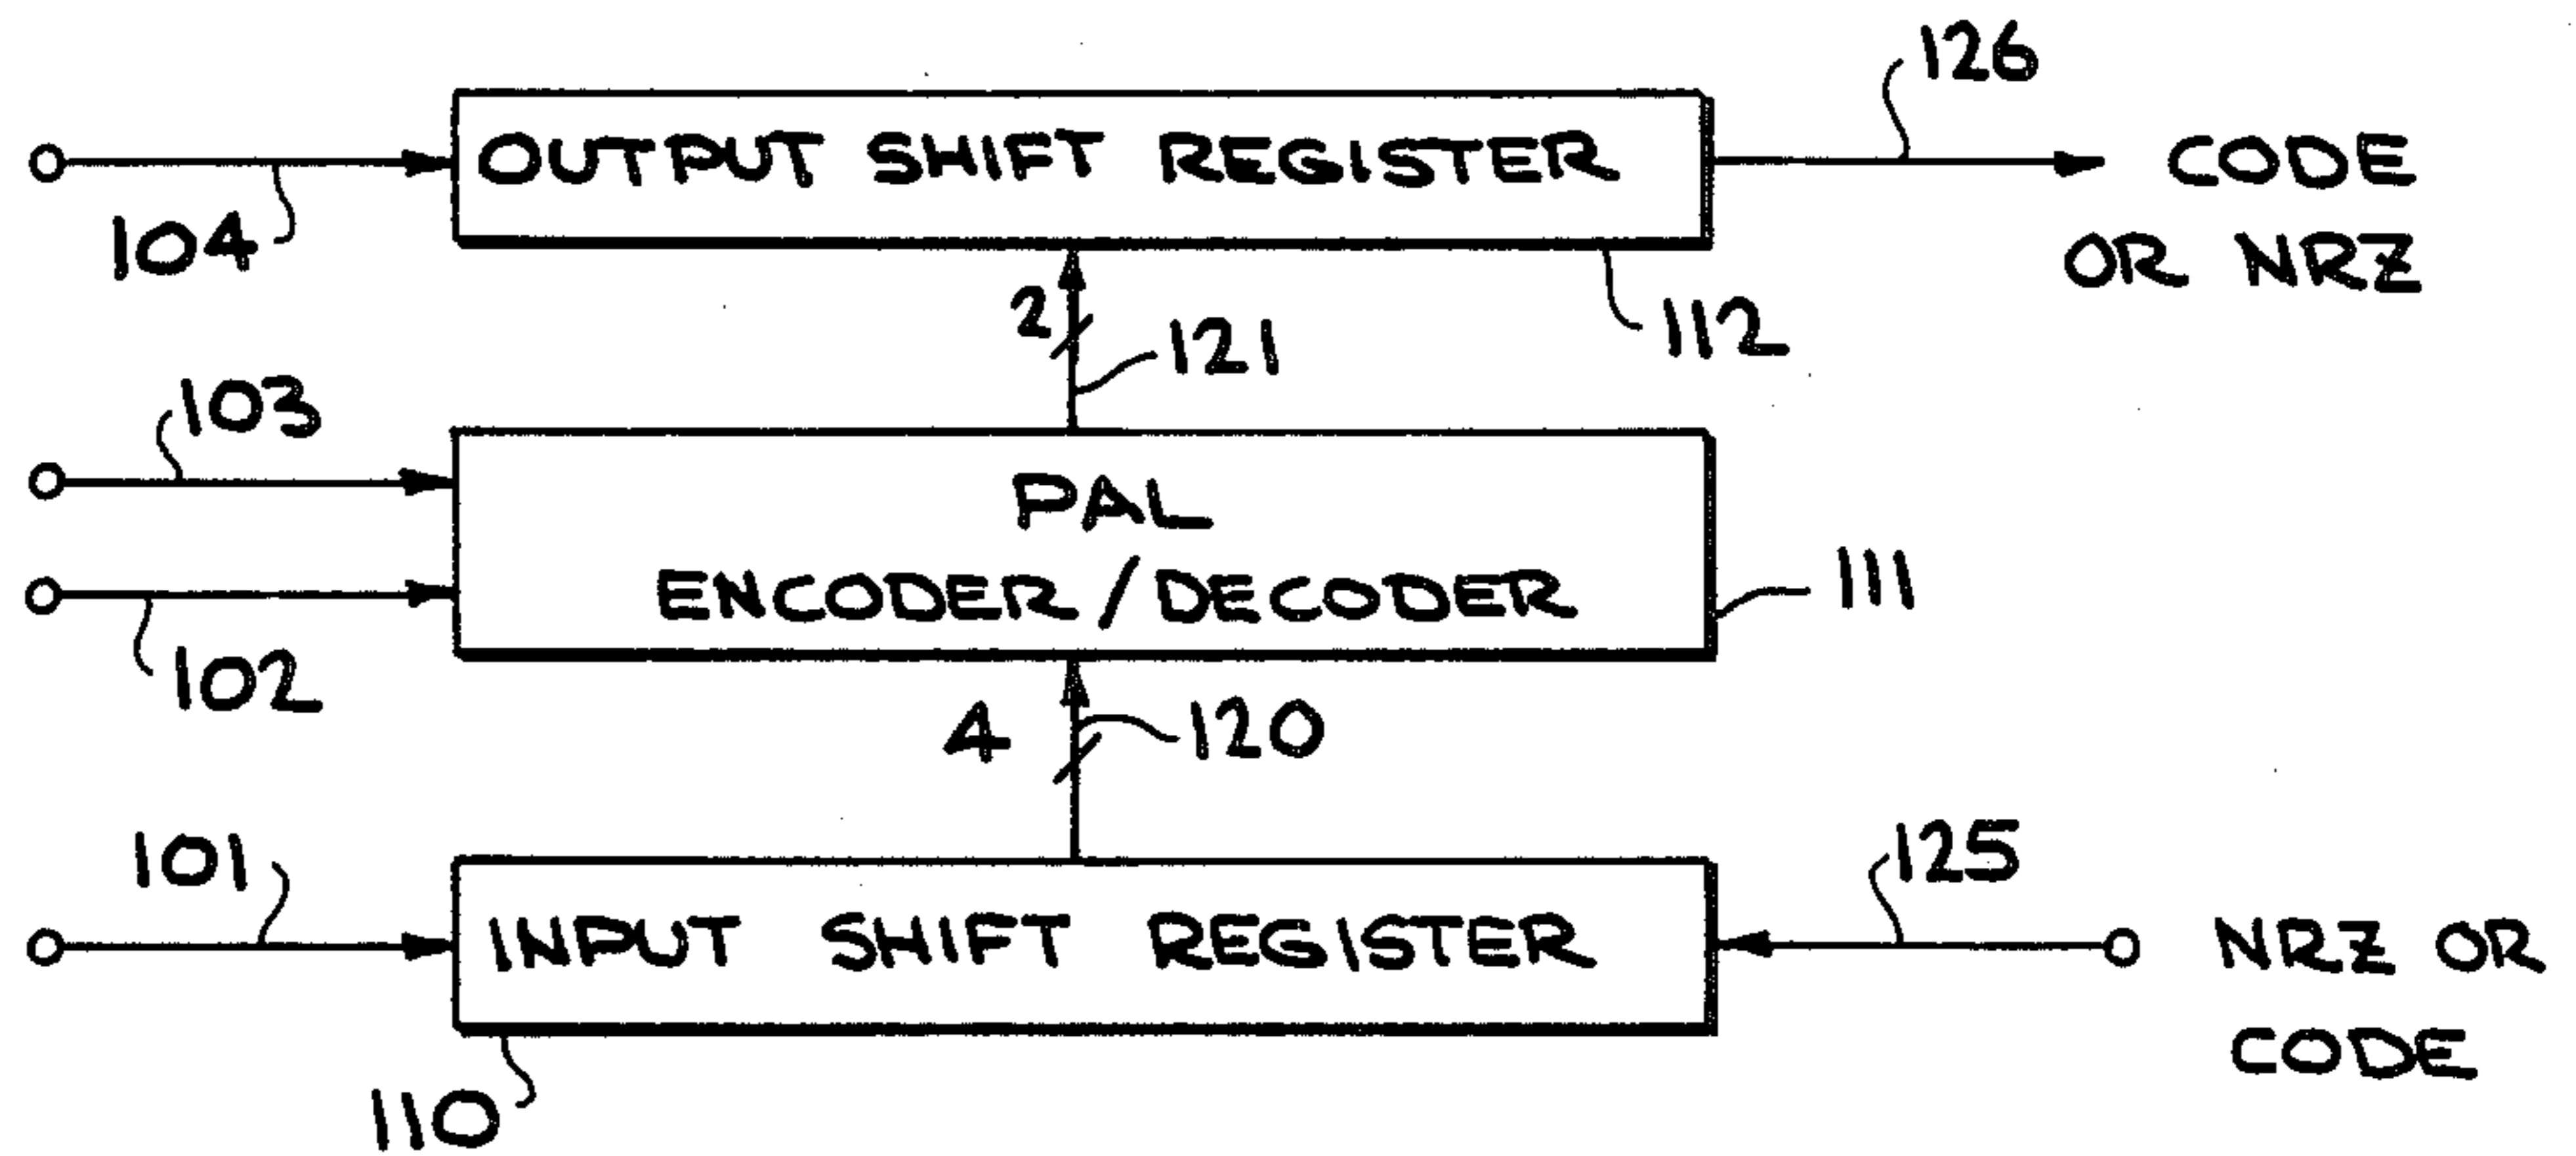 126
OUTPUT SHIFT REGISTER
CODE
OR NRZ
104
2
121
112
103
PAL
ENCODER/DECODER
111
102
4
120
101
125
INPUT SHIFT REGISTER
NRZ OR
CODE
110